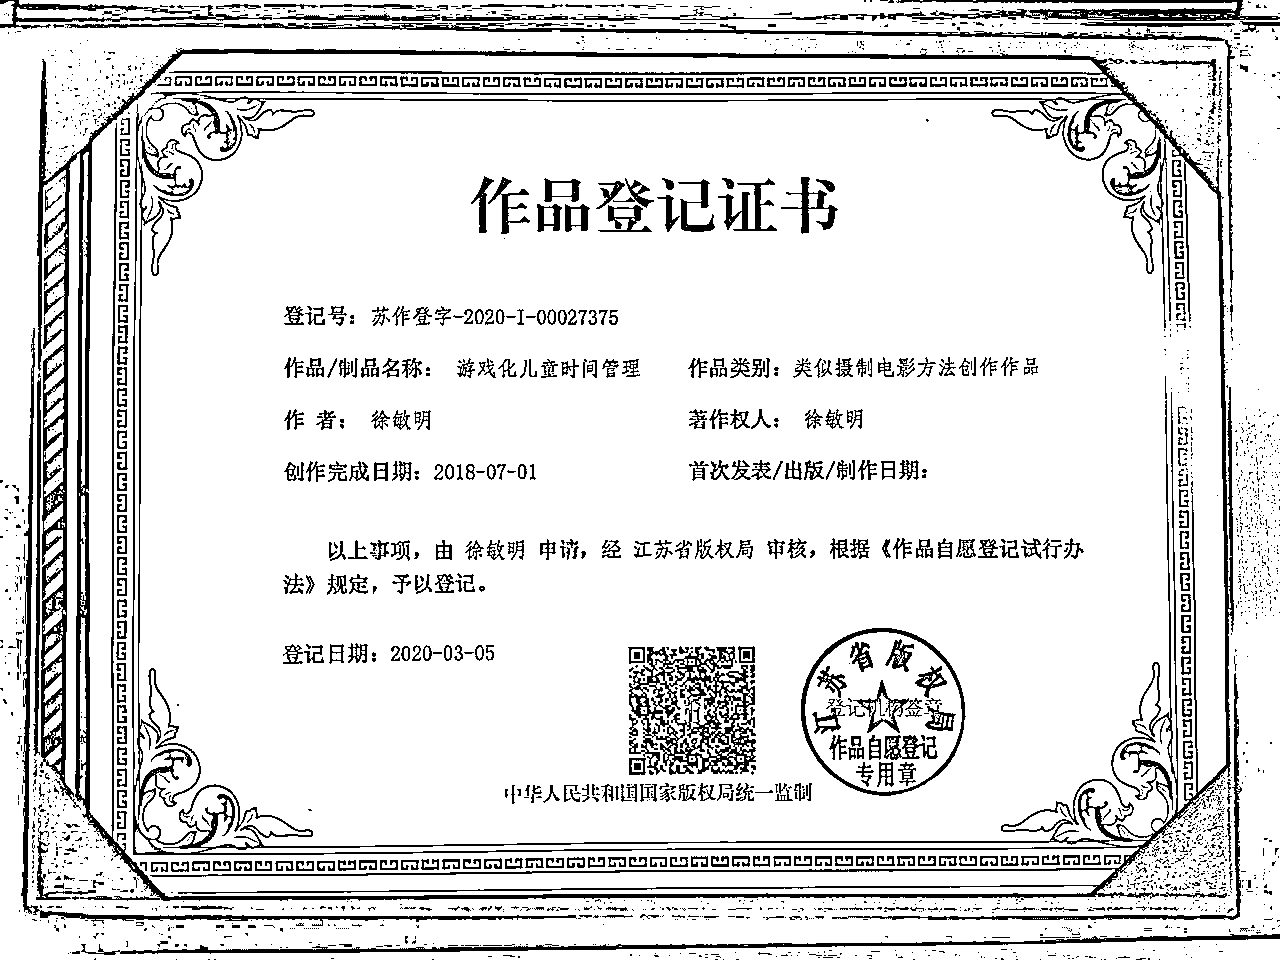 作品登记证书
登记号：苏作登字-2020-I-00027375
作品/制品名称： 游戏化儿童时间管理 作品类别：类似摄制电影方法创作作品
作 者： 徐敏明 著作权人： 徐敏明
创作完成日期：2018-07-01 首次发表/出版/制作日期：
以上事项，由 徐敏明 申请，经 江苏省版权局 审核，根据《作品自愿登记试行办
法》规定，予以登记。
登记日期：2020-03-05
江苏省版权局
登记机构签章
作品自愿登记
专用章
中华人民共和国国家版权局统一监制